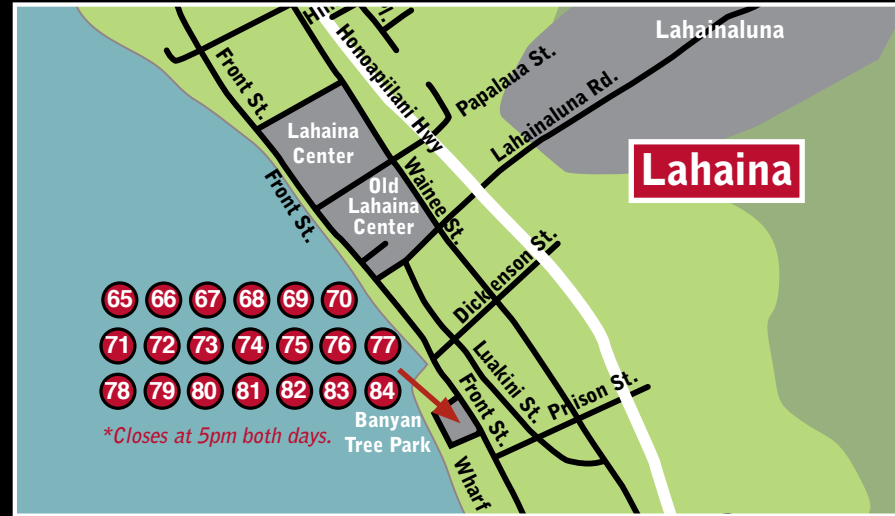 Lahainaluna
Front St.
Honoapiilani Hwy
Papalaua St.
Lahainaluna Rd.
Lahaina
Center
Lahaina
Front St.
Old
Lahaina
Center
Wainee St.
Dickenson St.
65 66 67 68 69 70
71 72 73 74 75 76 77
78 79 80 81 82 83 84
*Closes at 5pm both days.
Banyan
Tree Park
Luakini St.
Front St.
Prison St.
Wharf